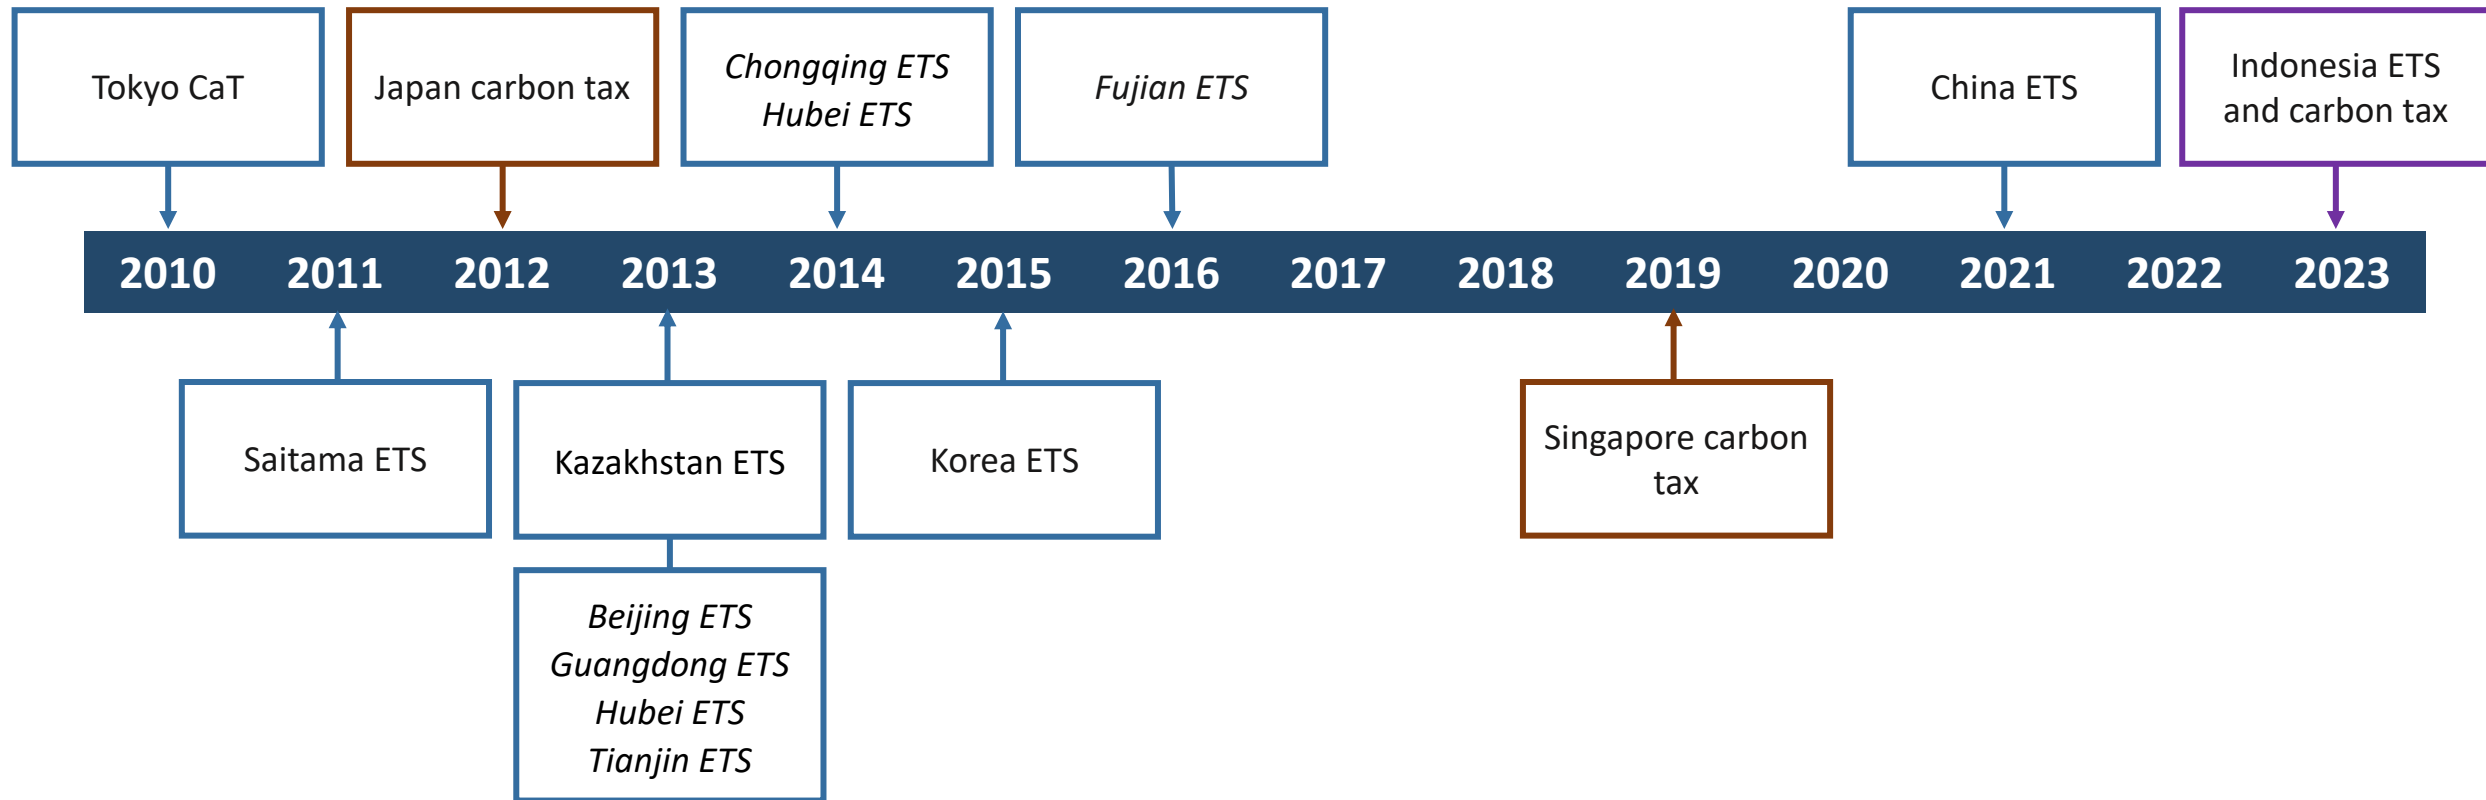 Tokyo CaT
Japan carbon tax
Chongqing ETS
Hubei ETS
Fujian ETS
China ETS
Indonesia ETS
and carbon tax
2010 2011 2012 2013 2014 2015 2016 2017 2018 2019 2020 2021 2022 2023
Saitama ETS
Kazakhstan ETS
Korea ETS
Singapore carbon
tax
Beijing ETS
Guangdong ETS
Hubei ETS
Tianjin ETS